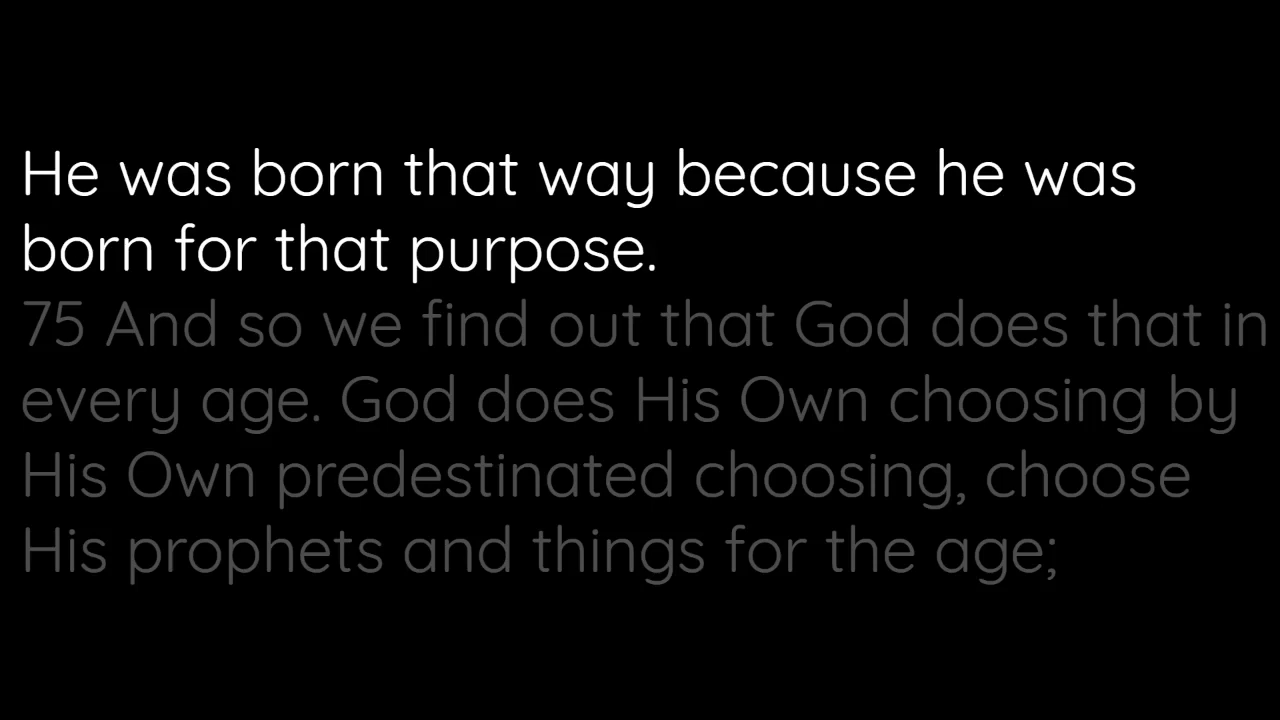 He was born that way because he was
born for that purpose.
75 And so we find out that God does that in
every age. God does His Own choosing by
His Own predestinated choosing, choose
His prophets and things for the age;